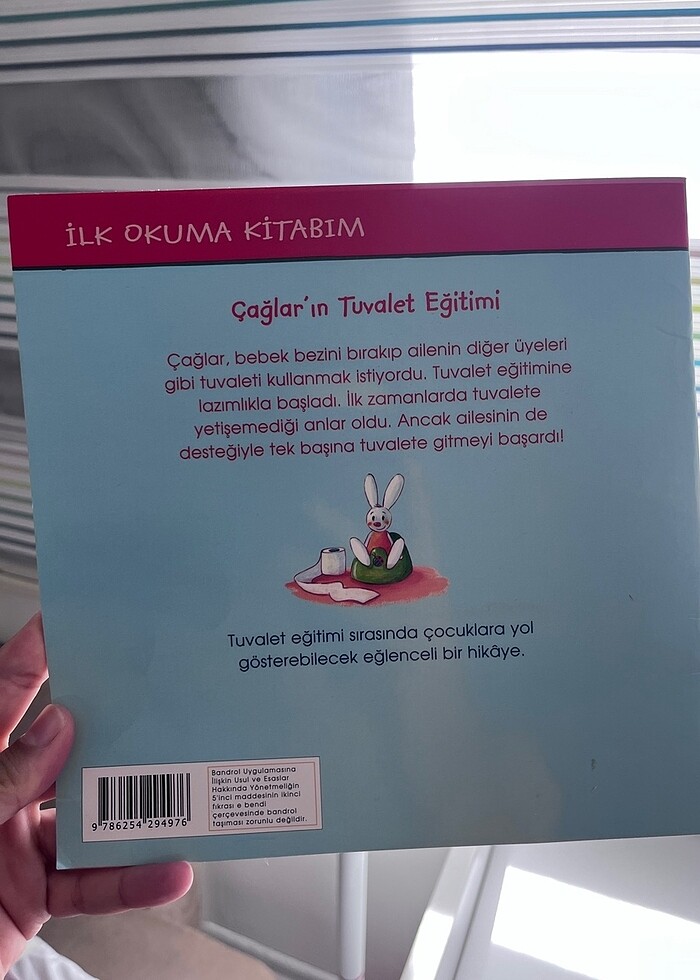 İLK OKUMA KİTABIM
Çağlar'ın Tuvalet Eğitimi
Çağlar, bebek bezini bırakıp ailenin diğer üyeleri
gibi tuvaleti kullanmak istiyordu. Tuvalet eğitimine
lazımlıkla başladı. İlk zamanlarda tuvalete
yetişemediği anlar oldu. Ancak ailesinin de
desteğiyle tek başına tuvalete gitmeyi başardı!
Tuvalet eğitimi sırasında çocuklara yol
gösterebilecek eğlenceli bir hikâye.
Bandrol Uygulamasına
İlişkin Usul ve Esaslar
Hakkında Yönetmeliğin
5'inci maddesinin ikinci
fıkrası e bendi
çerçevesinde bandrol
taşıması zorunlu değildir.
9 786254 294976